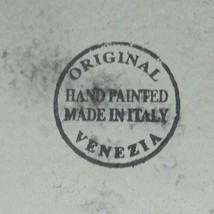 ORIGINAL
HAND PAINTED
MADE IN ITALY
VENEZIA